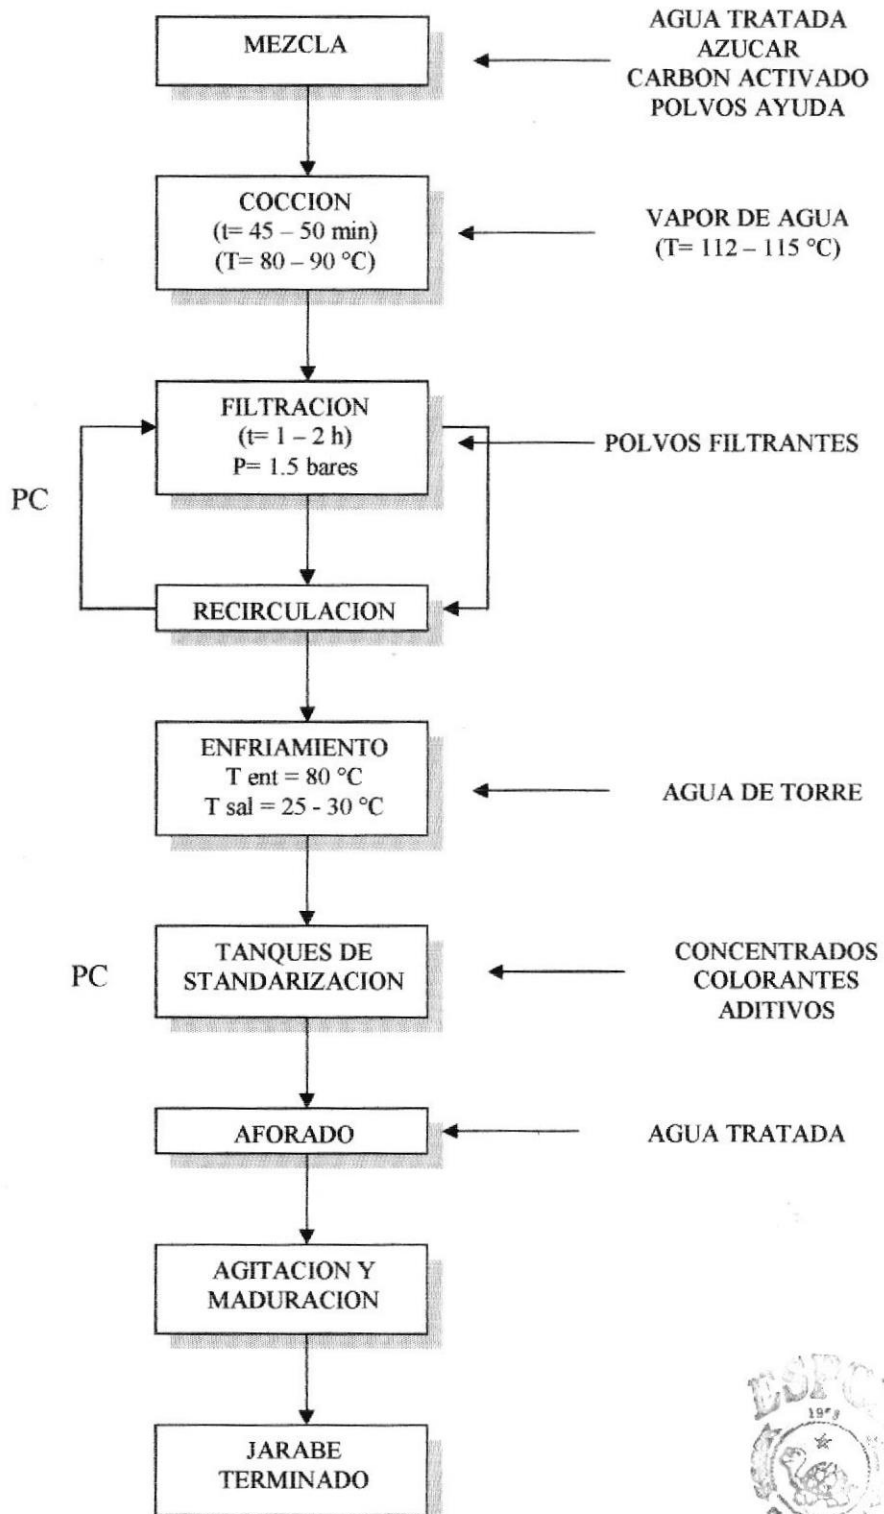 MEZCLA
AGUA TRATADA
AZUCAR
CARBON ACTIVADO
POLVOS AYUDA
COCCION
(t= 45 – 50 min)
(T= 80 – 90 °C)
VAPOR DE AGUA
(T= 112 – 115 °C)
FILTRACION
(t= 1 – 2 h)
P= 1.5 bares
POLVOS FILTRANTES
PC
RECIRCULACION
ENFRIAMIENTO
T ent = 80 °C
T sal = 25 - 30 °C
AGUA DE TORRE
PC
TANQUES DE
STANDARIZACION
CONCENTRADOS
COLORANTES
ADITIVOS
AFORADO
AGUA TRATADA
AGITACION Y
MADURACION
JARABE
TERMINADO